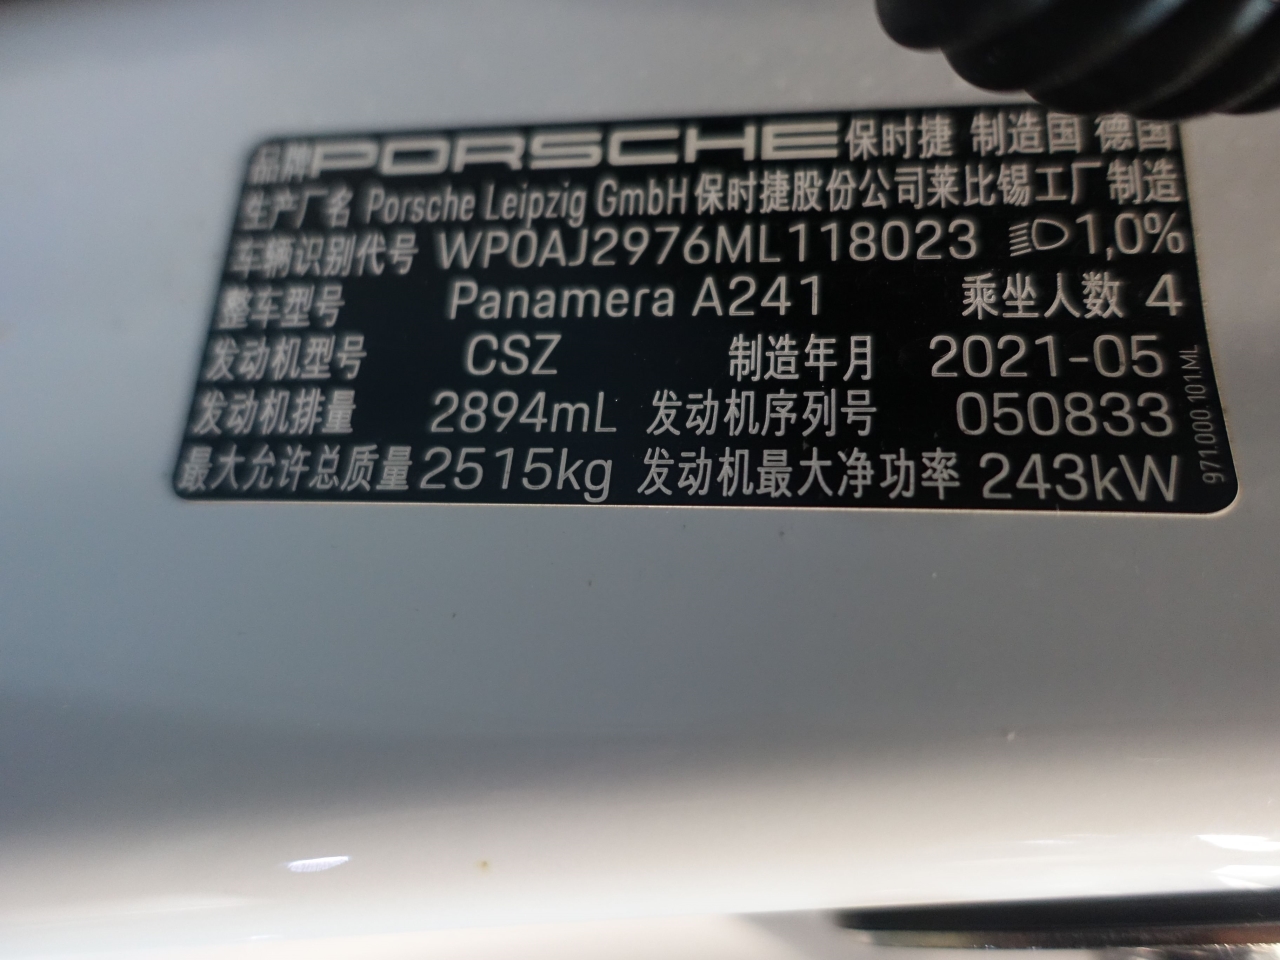 品牌 PORSCHE 保时捷 制造国 德国
生产厂名 Porsche Leipzig GmbH 保时捷股份公司莱比锡工厂制造
车辆识别代号 WP0AJ2976ML118023 1,0%
整车型号 Panamera A241 乘坐人数 4
发动机型号 CSZ 制造年月 2021-05
发动机排量 2894mL 发动机序列号 050833
最大允许总质量 2515kg 发动机最大净功率 243kW
971.000.101.ML